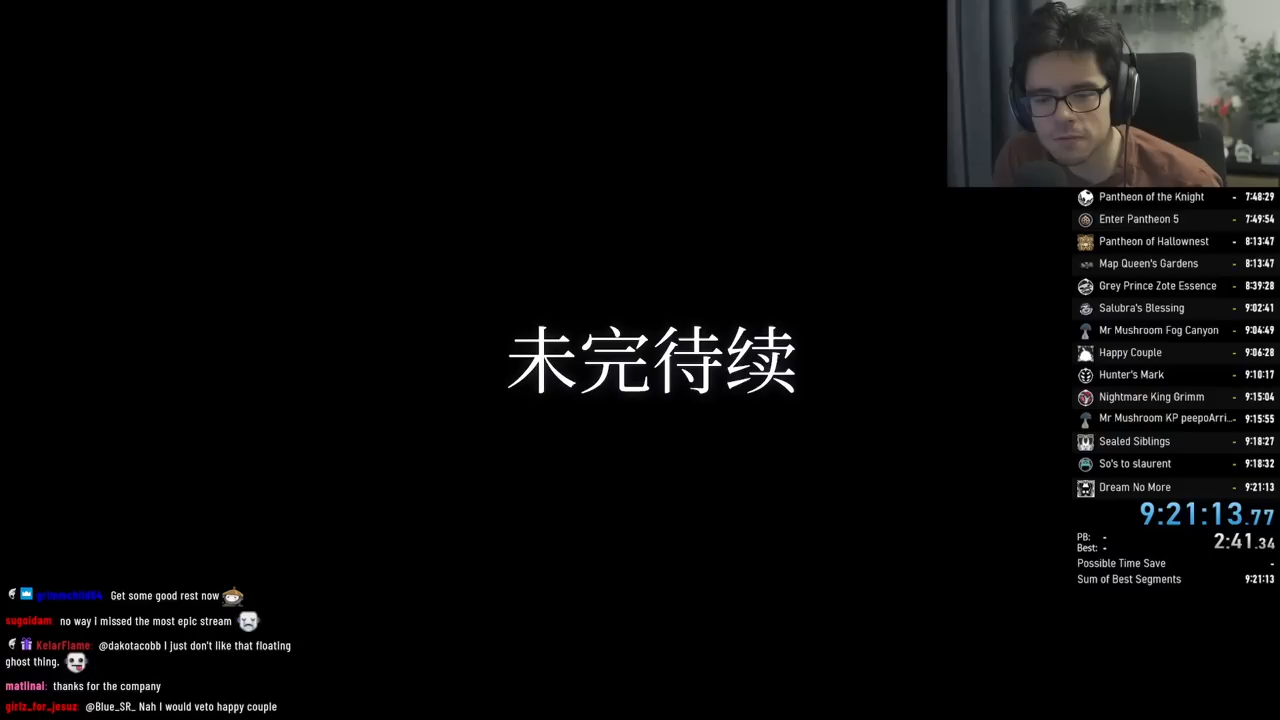 Pantheon of the Knight - 7:48:29
Enter Pantheon 5 - 7:49:54
Pantheon of Hallownest - 8:13:47
Map Queen's Gardens - 8:13:47
Grey Prince Zote Essence - 8:39:28
Salubra's Blessing - 9:02:41
Mr Mushroom Fog Canyon - 9:04:49
Happy Couple - 9:06:28
Hunter's Mark - 9:10:17
Nightmare King Grimm - 9:15:04
Mr Mushroom KP peepoArri... - 9:15:55
Sealed Siblings - 9:18:27
So's to slaurent - 9:18:32
Dream No More - 9:21:13
9:21:13.77
PB: -
Best: -
2:41.34
Possible Time Save -
Sum of Best Segments 9:21:13
未完待续
Get some good rest now
sugoidam: no way I missed the most epic stream
KelarFlame: @dakotacobb I just don't like that floating
ghost thing.
matlinai: thanks for the company
girlz_for_jesuz: @Blue_SR_ Nah I would veto happy couple